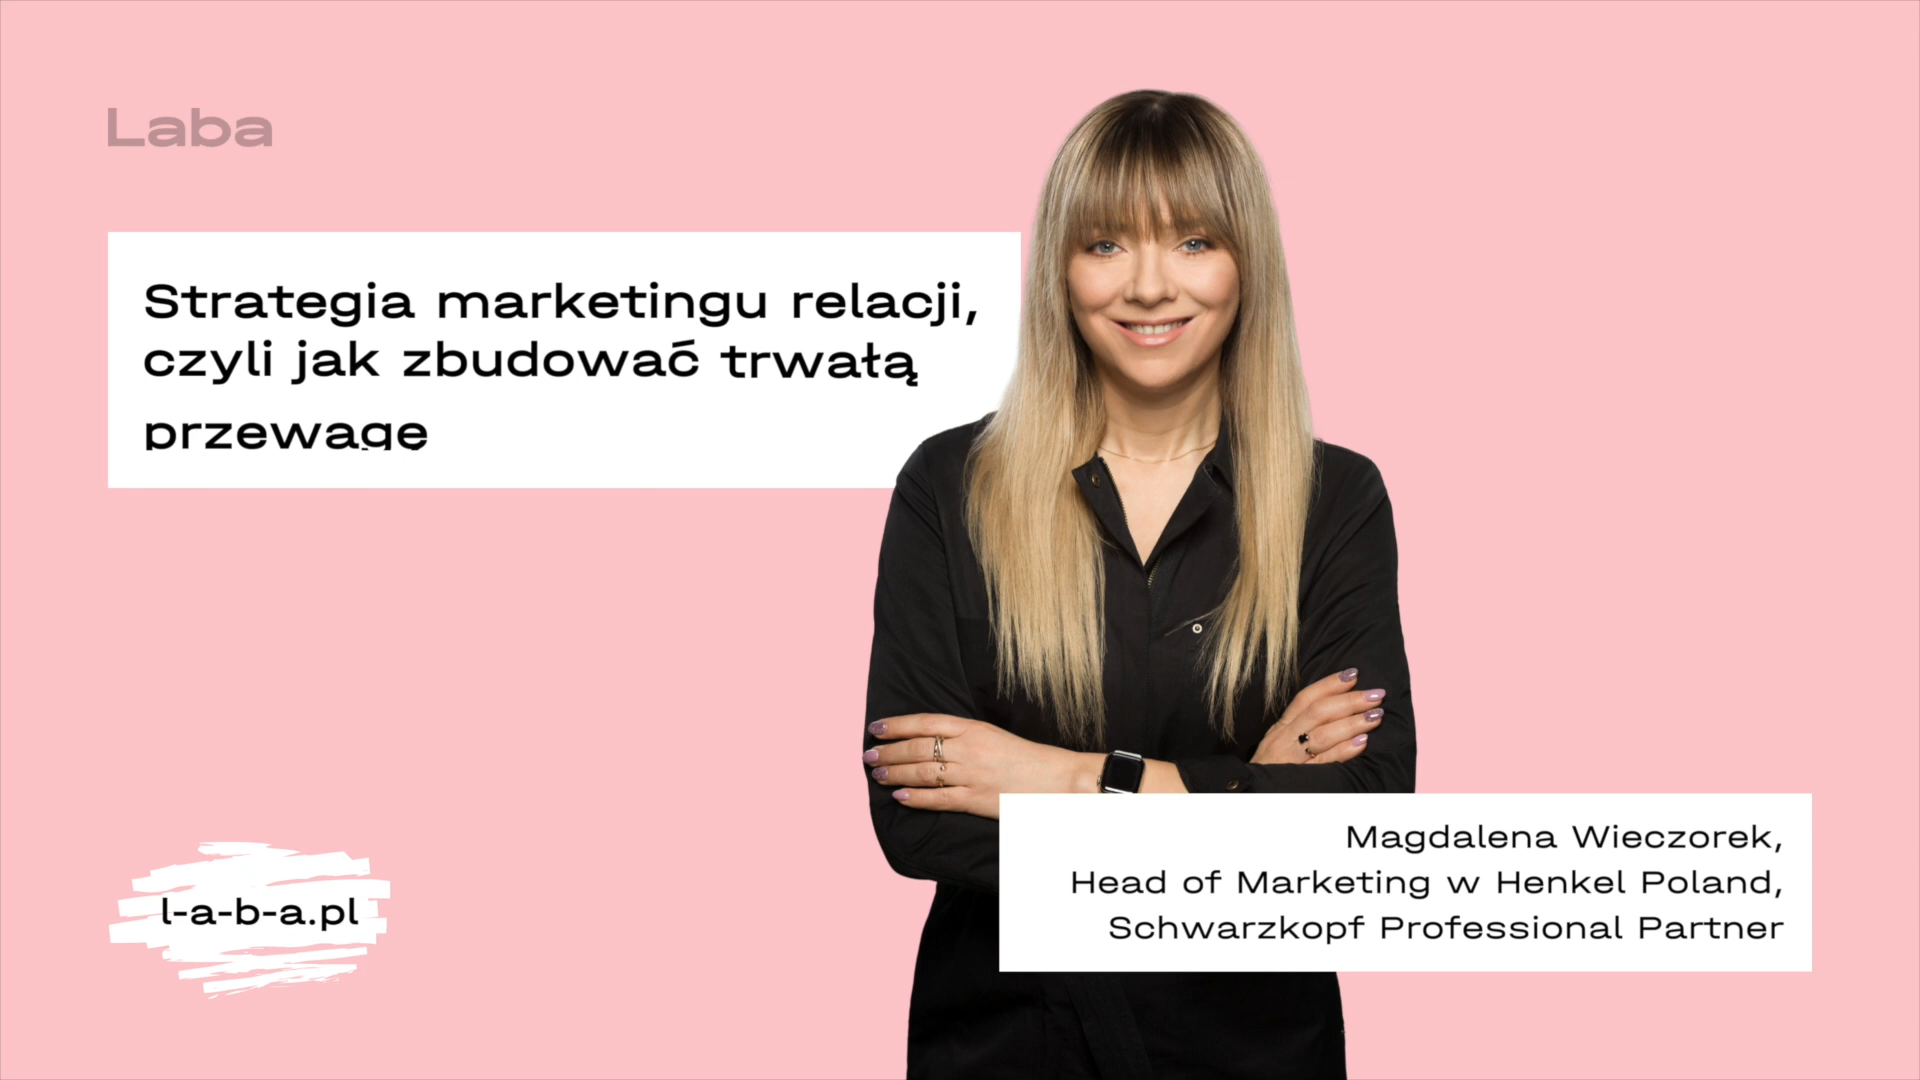 Laba
Strategia marketingu relacji,
czyli jak zbudować trwałą
przewagę
l-a-b-a.pl
Magdalena Wieczorek,
Head of Marketing w Henkel Poland,
Schwarzkopf Professional Partner